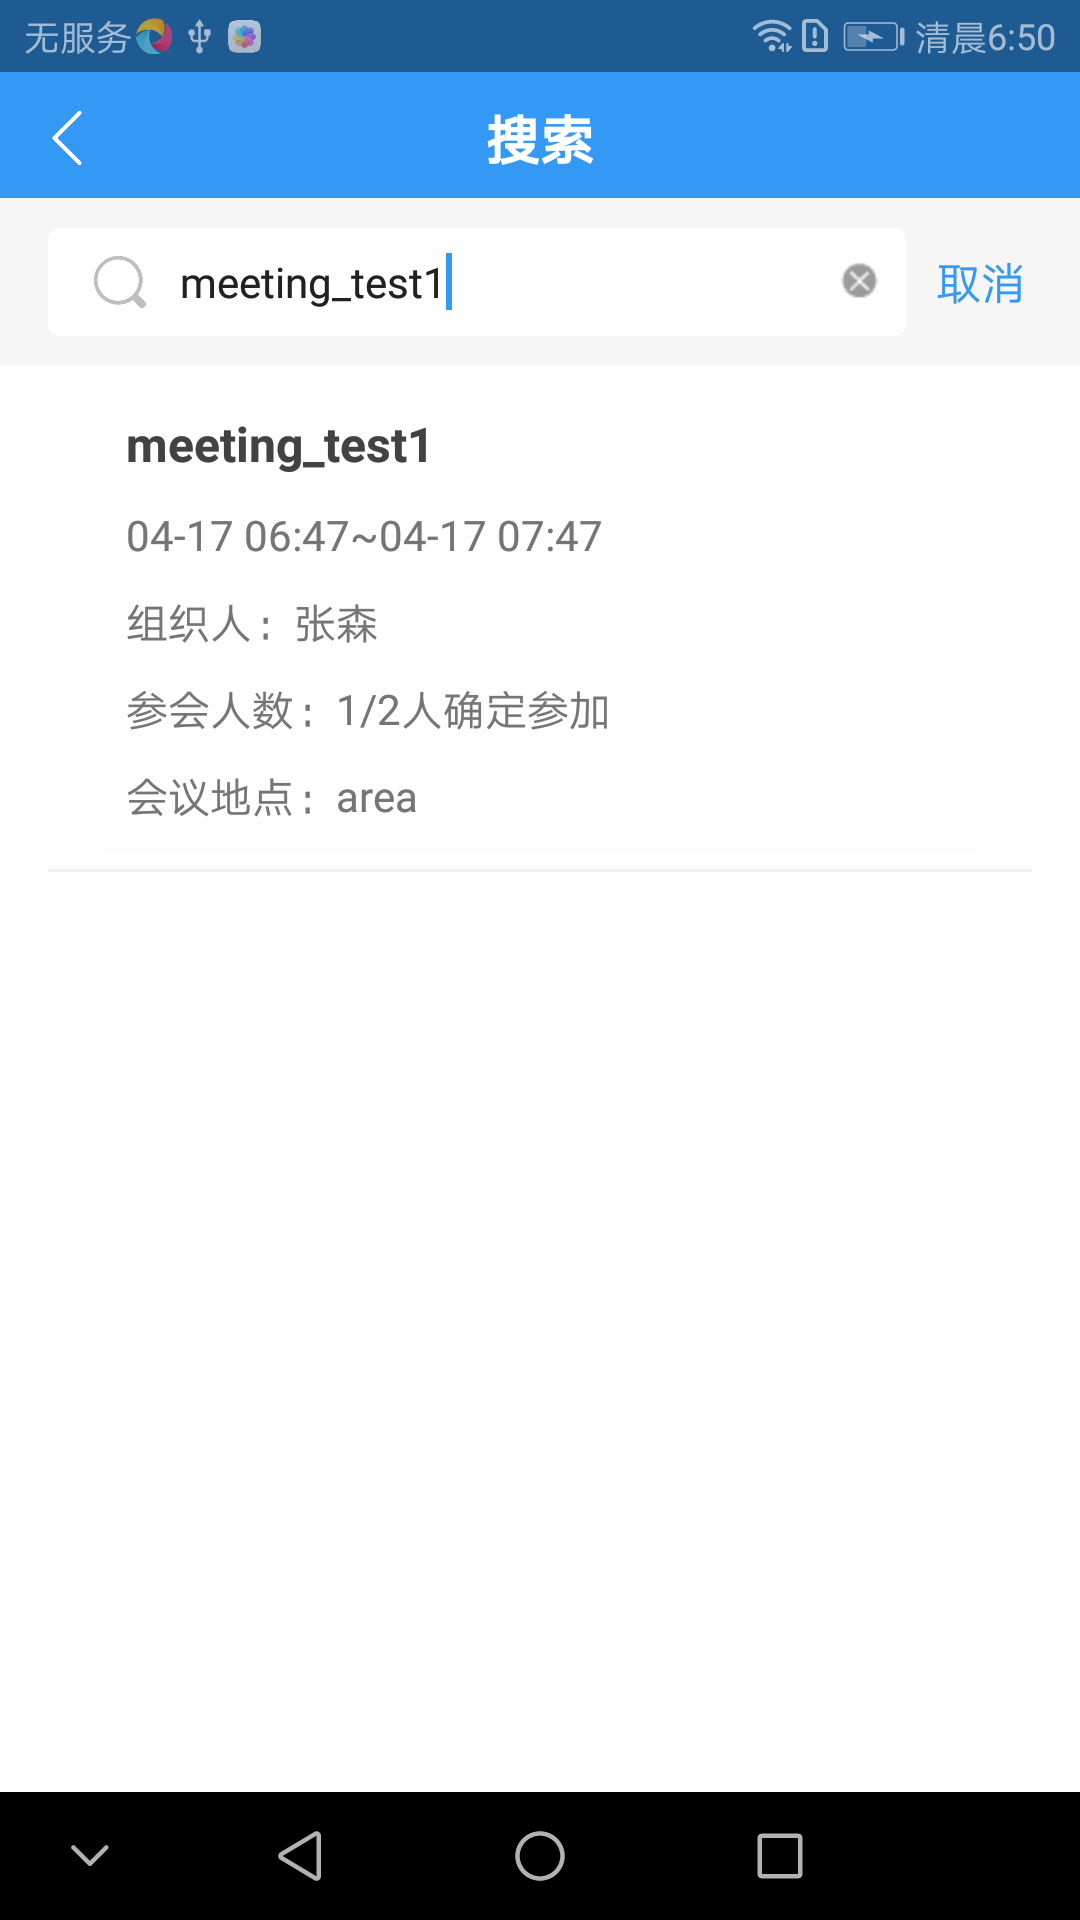 无服务 清晨6:50
搜索
meeting_test1 取消
meeting_test1
04-17 06:47~04-17 07:47
组织人：张森
参会人数：1/2人确定参加
会议地点：area